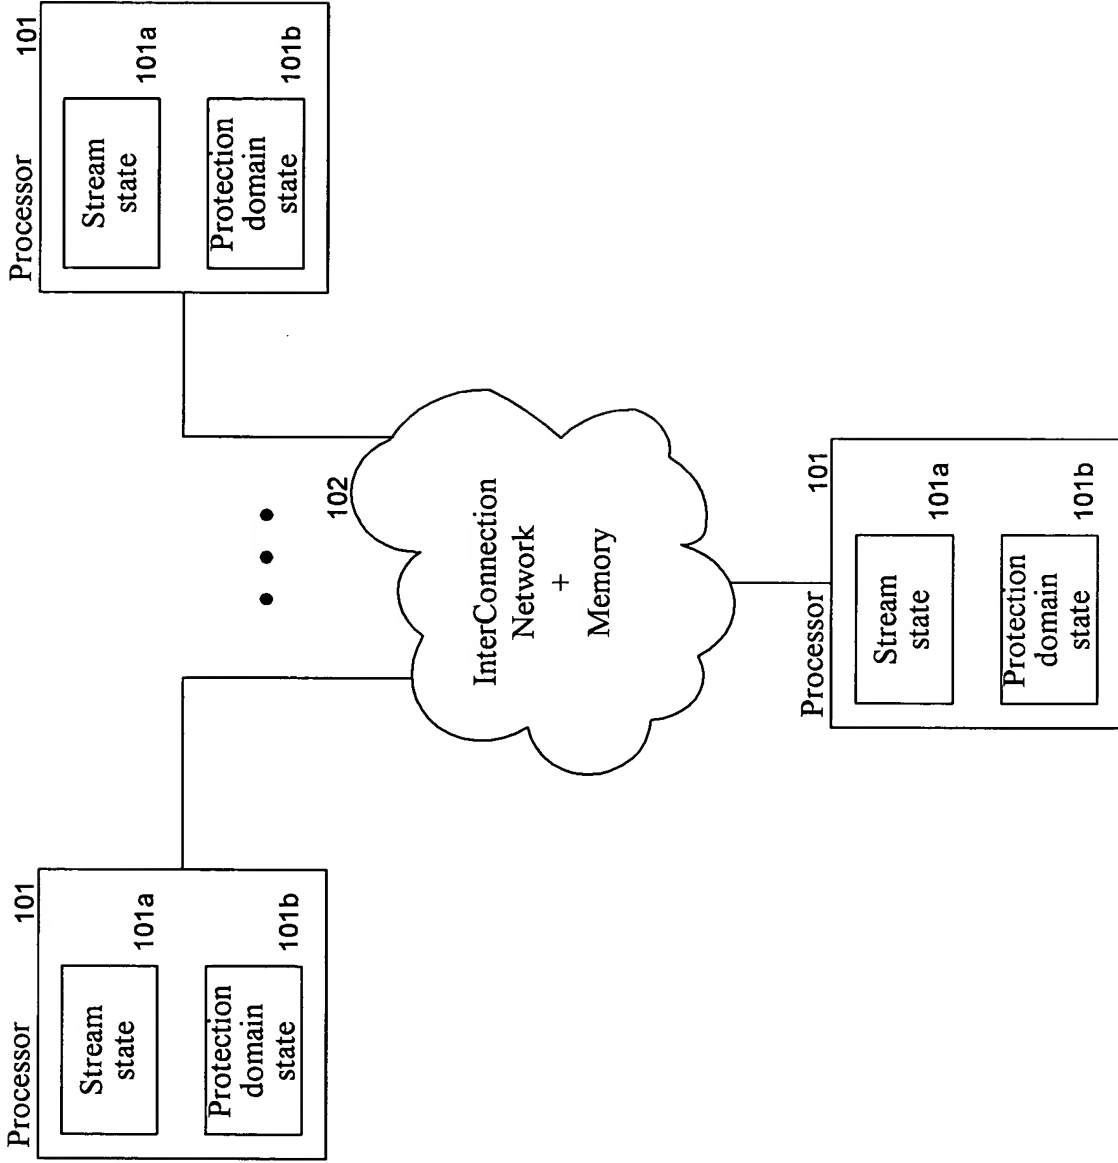 Processor 101
Stream
state
101a
Protection
domain
state
101b
Processor 101
Stream
state
101a
Protection
domain
state
101b
102
InterConnection
Network
+
Memory
Processor 101
Stream
state
101a
Protection
domain
state
101b